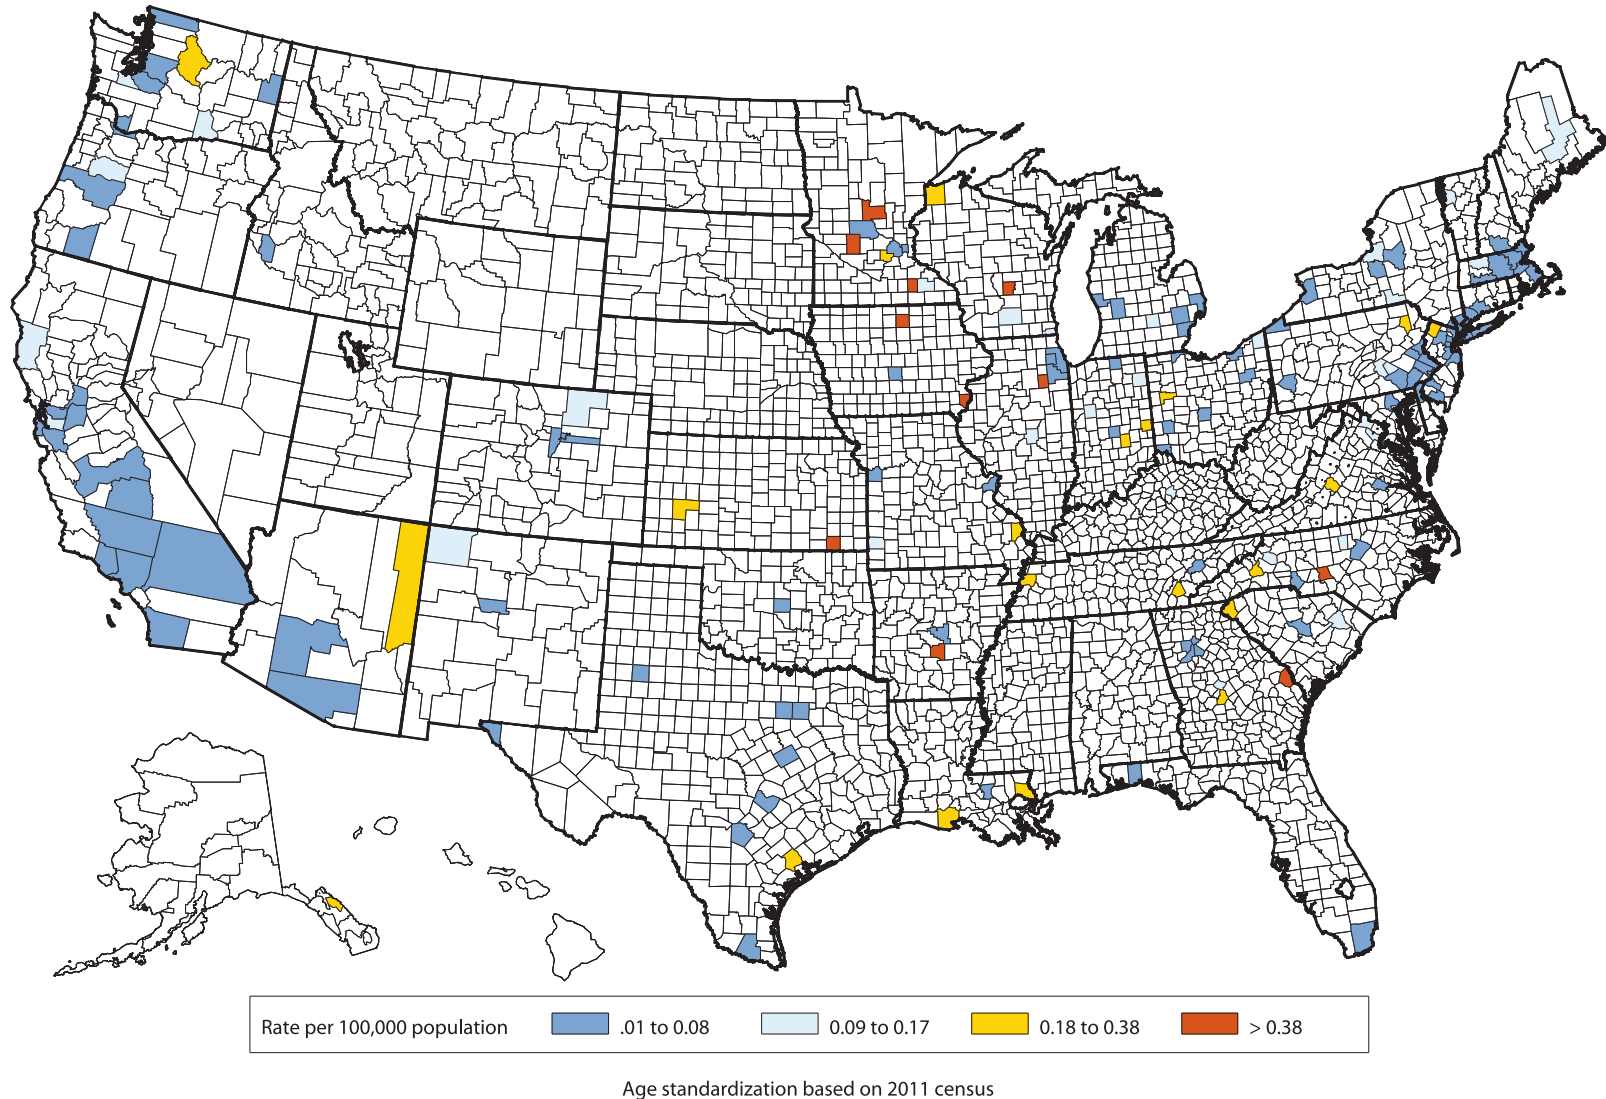 Rate per 100,000 population .01 to 0.08 0.09 to 0.17 0.18 to 0.38 > 0.38
Age standardization based on 2011 census